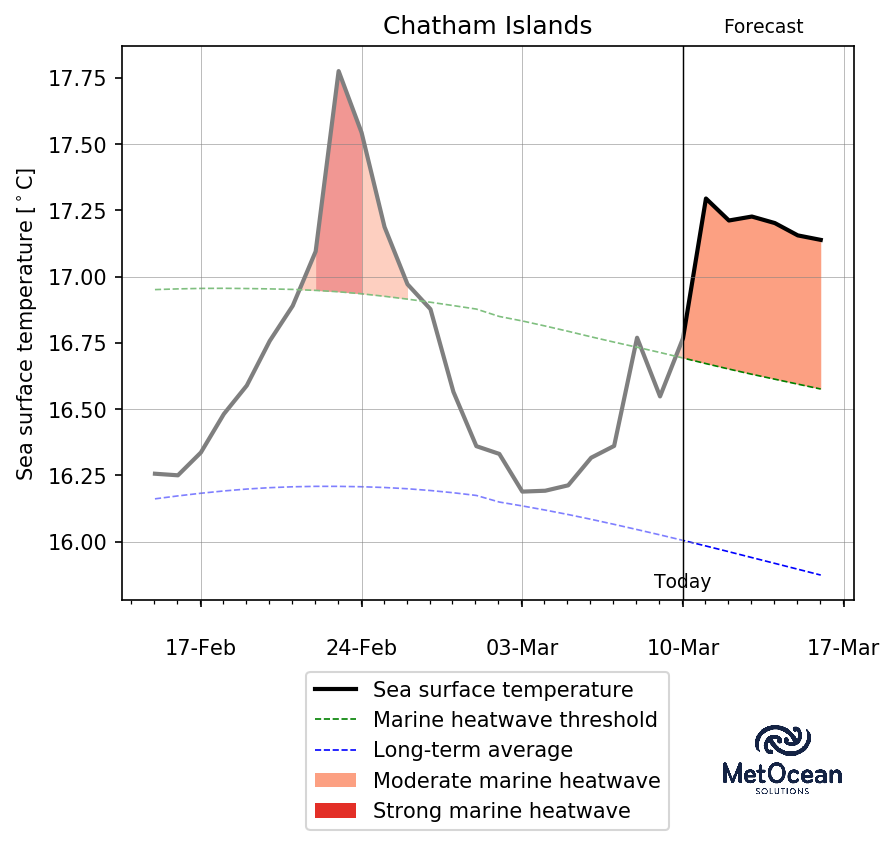 Chatham Islands
Forecast
Sea surface temperature [°C]
17.75
17.50
17.25
17.00
16.75
16.50
16.25
16.00
Today
17-Feb
24-Feb
03-Mar
10-Mar
17-Mar
Sea surface temperature
Marine heatwave threshold
Long-term average
Moderate marine heatwave
Strong marine heatwave
MetOcean
SOLUTIONS